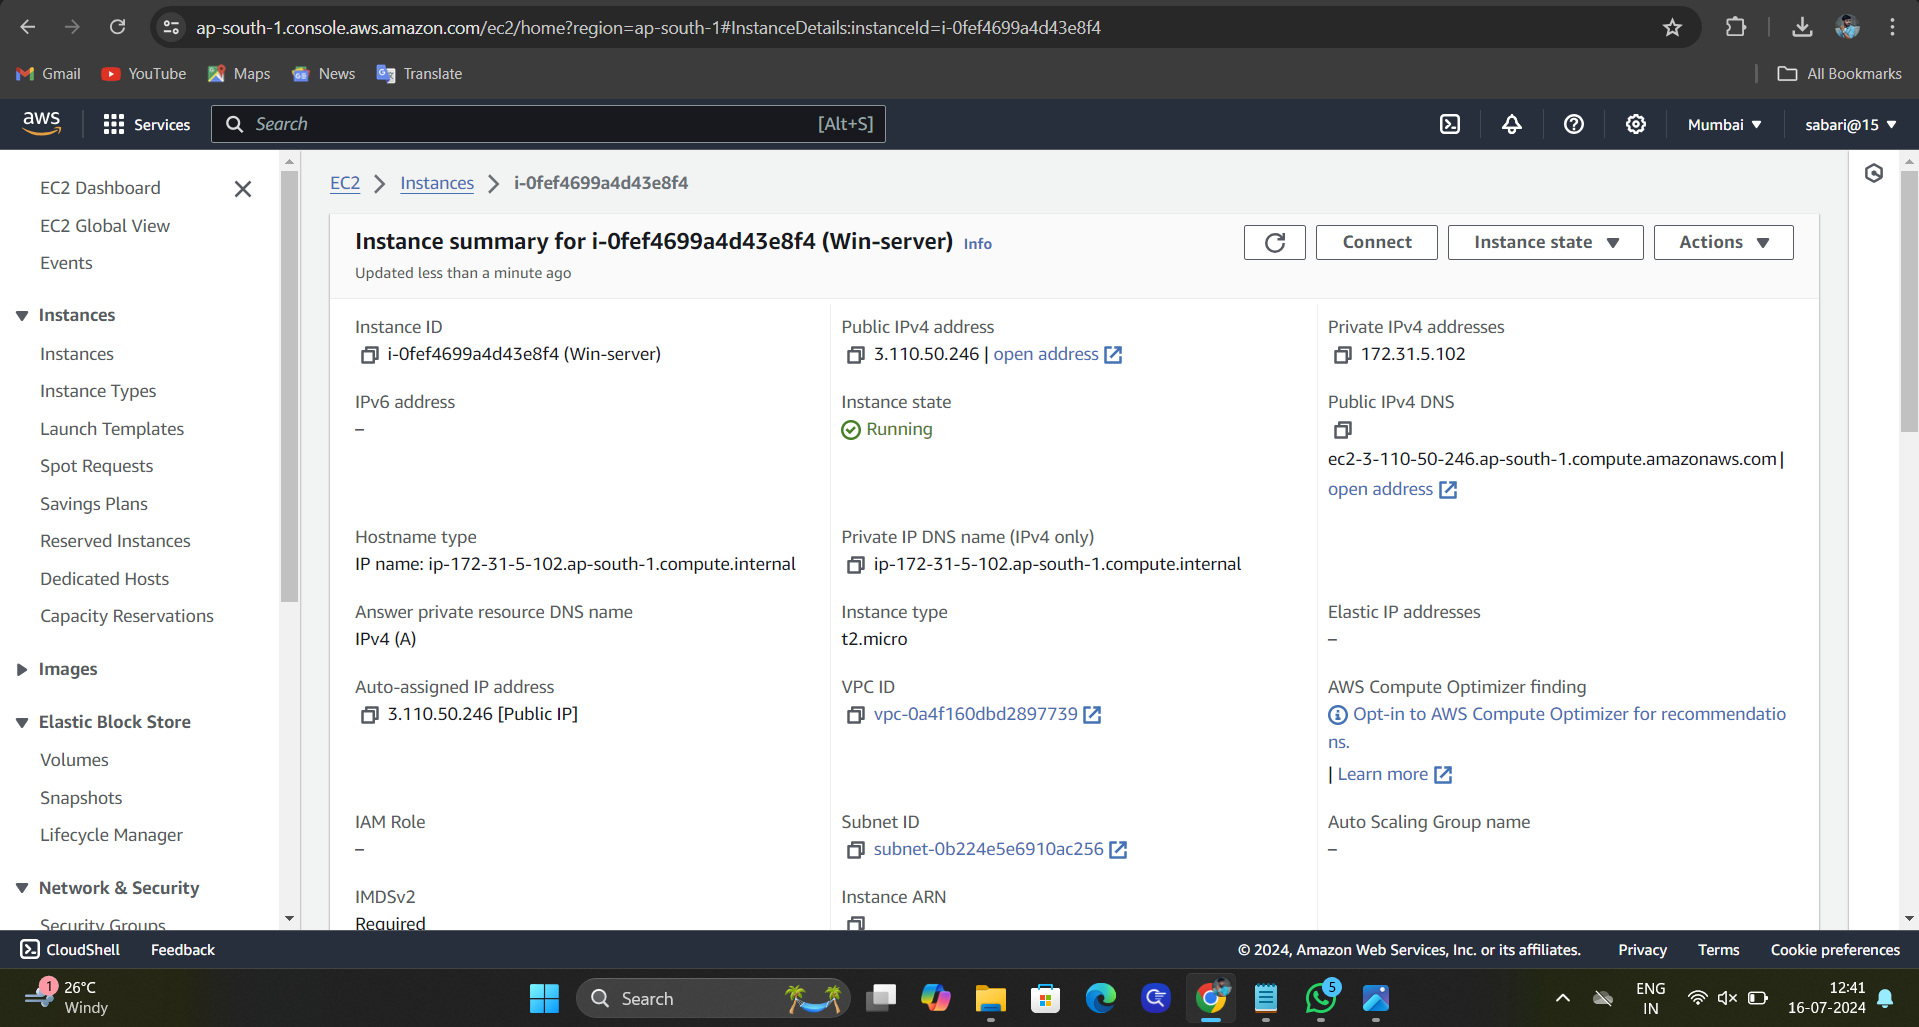 ap-south-1.console.aws.amazon.com/ec2/home?region=ap-south-1#InstanceDetails:instanceId=i-0fef4699a4d43e8f4
Gmail YouTube Maps News Translate All Bookmarks
aws Services Search [Alt+S] Mumbai sabari@15
EC2 Dashboard
EC2 Global View
Events
Instances
Instances
Instance Types
Launch Templates
Spot Requests
Savings Plans
Reserved Instances
Dedicated Hosts
Capacity Reservations
Images
Elastic Block Store
Volumes
Snapshots
Lifecycle Manager
Network & Security
Security Groups
EC2 Instances i-0fef4699a4d43e8f4
Instance summary for i-0fef4699a4d43e8f4 (Win-server) Info
Updated less than a minute ago
Connect Instance state Actions
Instance ID
i-0fef4699a4d43e8f4 (Win-server)
Public IPv4 address
3.110.50.246 | open address
Private IPv4 addresses
172.31.5.102
IPv6 address
–
Instance state
Running
Public IPv4 DNS
ec2-3-110-50-246.ap-south-1.compute.amazonaws.com |
open address
Hostname type
IP name: ip-172-31-5-102.ap-south-1.compute.internal
Private IP DNS name (IPv4 only)
ip-172-31-5-102.ap-south-1.compute.internal
Answer private resource DNS name
IPv4 (A)
Instance type
t2.micro
Elastic IP addresses
–
Auto-assigned IP address
3.110.50.246 [Public IP]
VPC ID
vpc-0a4f160dbd2897739
AWS Compute Optimizer finding
Opt-in to AWS Compute Optimizer for recommendatio
ns.
| Learn more
IAM Role
–
Subnet ID
subnet-0b224e5e6910ac256
Auto Scaling Group name
–
IMDSv2
Required
Instance ARN
CloudShell Feedback © 2024, Amazon Web Services, Inc. or its affiliates. Privacy Terms Cookie preferences
1
26°C
Windy
Search
5
ENG
IN
12:41
16-07-2024